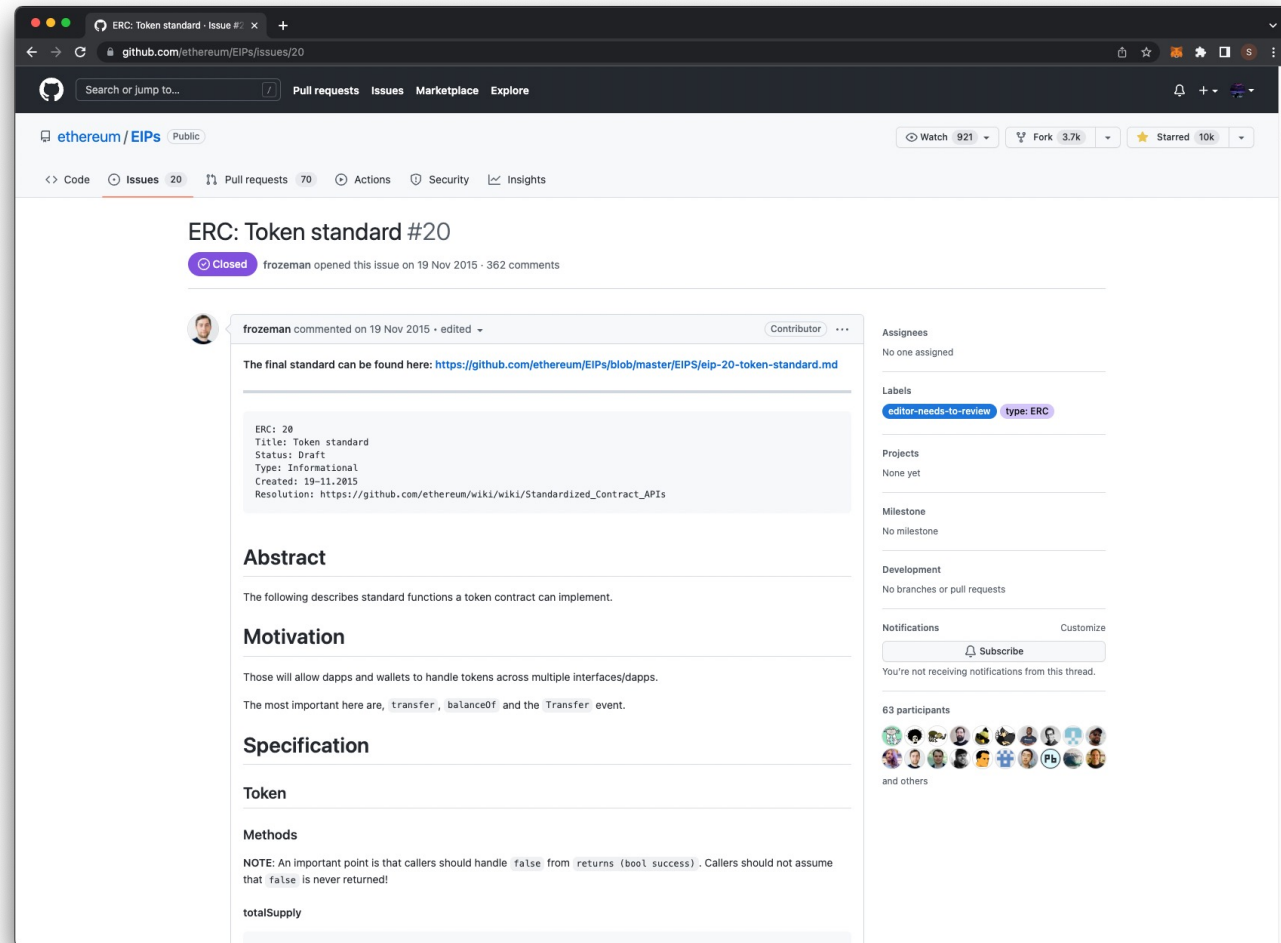 ERC: Token standard · Issue #2
github.com/ethereum/EIPs/issues/20
S
Search or jump to... /
Pull requests Issues Marketplace Explore
ethereum / EIPs Public
Watch 921 Fork 3.7k Starred 10k
Code Issues 20 Pull requests 70 Actions Security Insights
ERC: Token standard #20
Closed frozeman opened this issue on 19 Nov 2015 · 362 comments
frozeman commented on 19 Nov 2015 • edited Contributor ...
The final standard can be found here: https://github.com/ethereum/EIPs/blob/master/EIPS/eip-20-token-standard.md
ERC: 20
Title: Token standard
Status: Draft
Type: Informational
Created: 19-11.2015
Resolution: https://github.com/ethereum/wiki/wiki/Standardized_Contract_APIs
Abstract
The following describes standard functions a token contract can implement.
Motivation
Those will allow dapps and wallets to handle tokens across multiple interfaces/dapps.
The most important here are, transfer, balanceOf and the Transfer event.
Specification
Token
Methods
NOTE: An important point is that callers should handle false from returns (bool success). Callers should not assume
that false is never returned!
totalSupply
Assignees
No one assigned
Labels
editor-needs-to-review type: ERC
Projects
None yet
Milestone
No milestone
Development
No branches or pull requests
Notifications Customize
Subscribe
You're not receiving notifications from this thread.
63 participants
Pb
and others